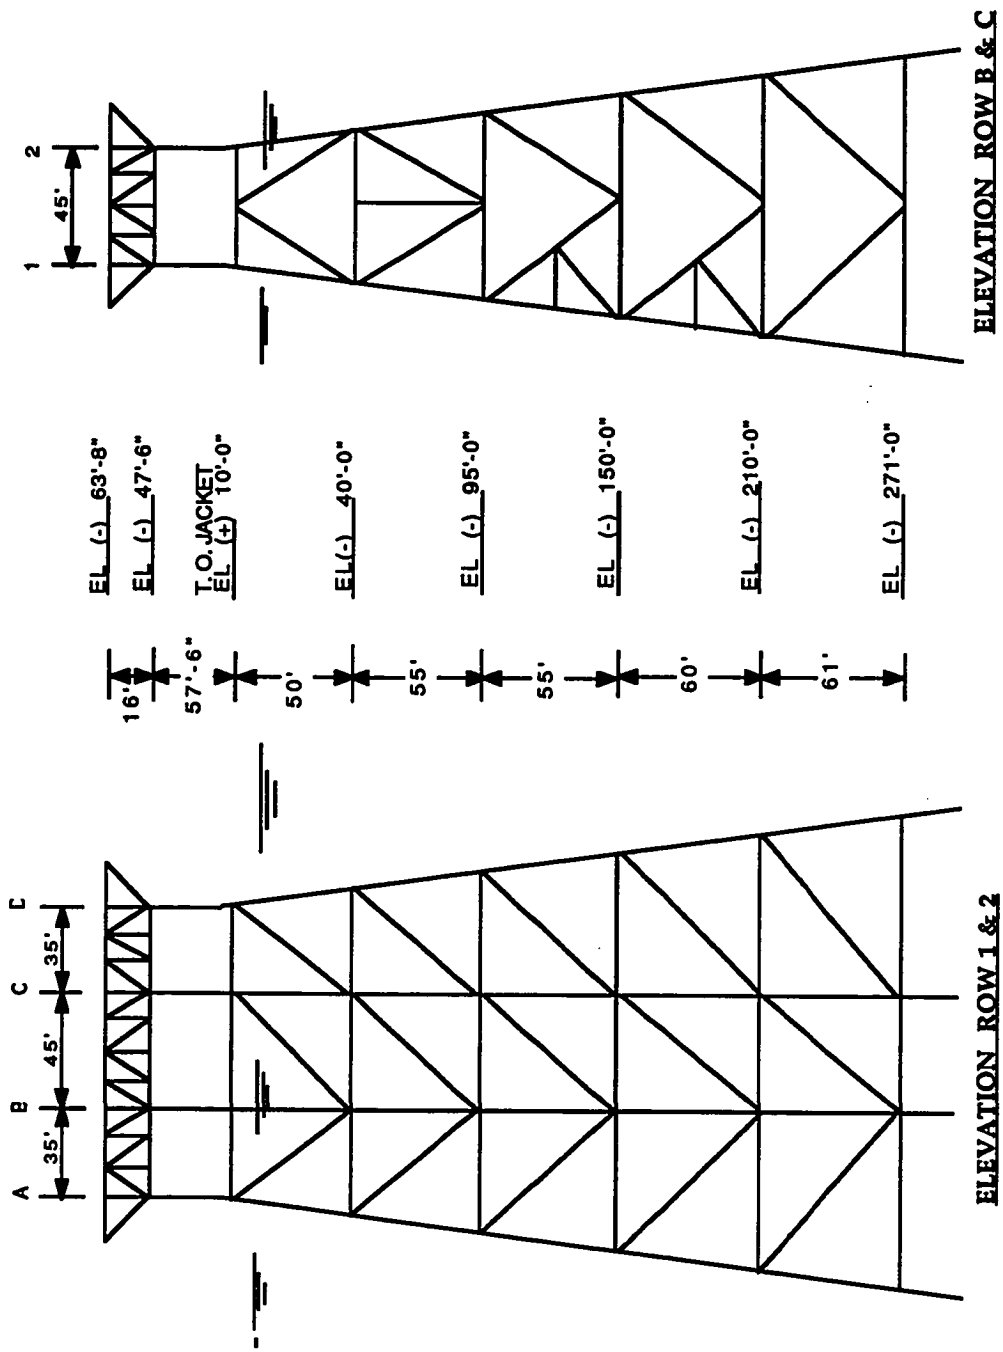 A B C D
35' 45' 35'
ELEVATION ROW 1 & 2
16'
57'-6"
50'
55'
55'
60'
61'
EL (-) 63'-8"
EL (-) 47'-6"
T.O. JACKET
EL (+) 10'-0"
EL(-) 40'-0"
EL (-) 95'-0"
EL (-) 150'-0"
EL (-) 210'-0"
EL (-) 271'-0"
1 2
45'
ELEVATION ROW B & C